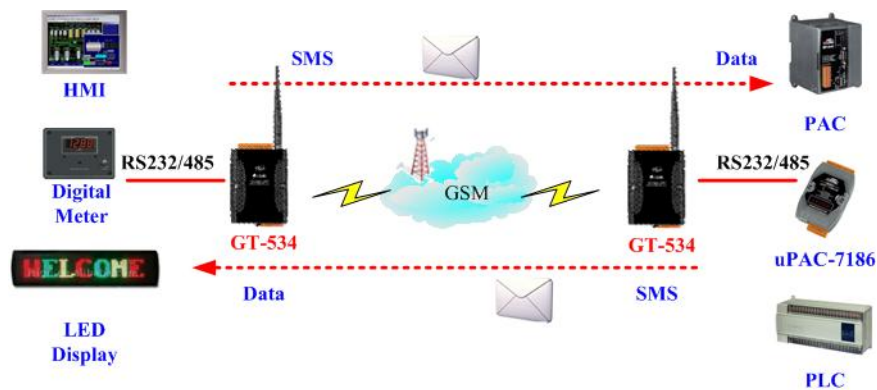 SMS
Data
HMI
PAC
RS232/485
RS232/485
GSM
Digital
Meter
GT-534
GT-534
uPAC-7186
WELCOME
Data
SMS
LED
Display
PLC